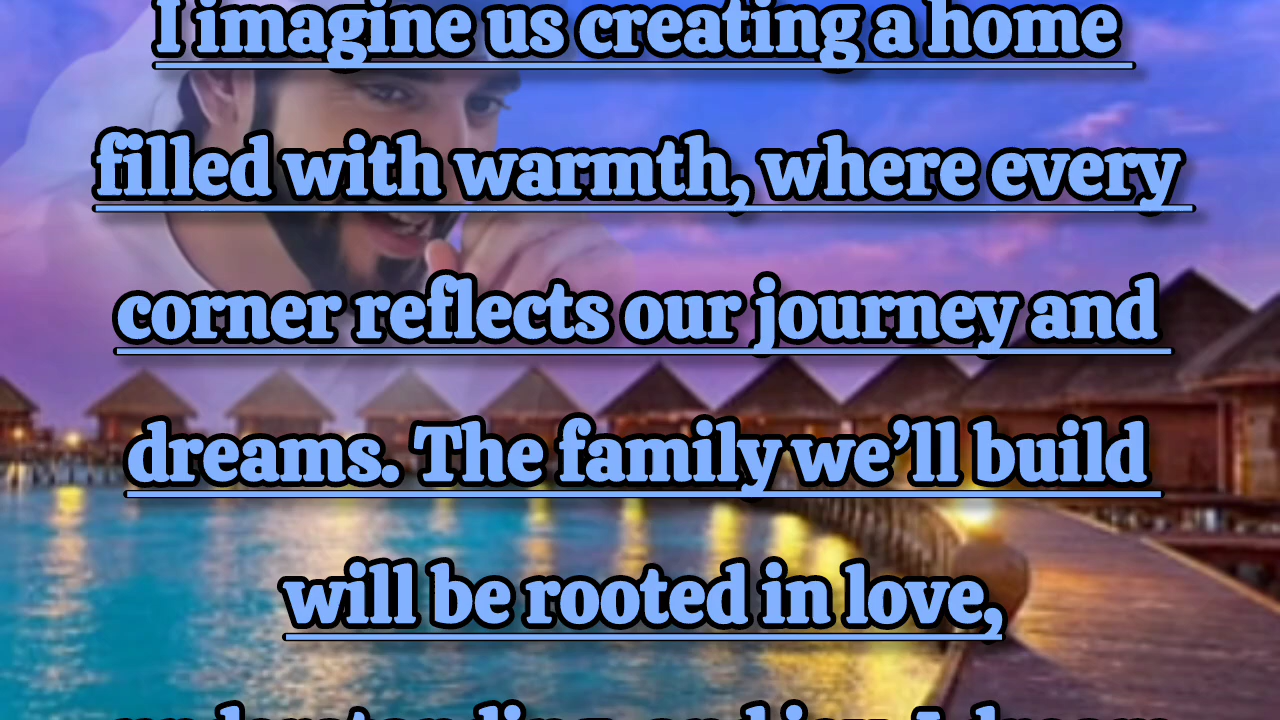 I imagine us creating a home
filled with warmth, where every
corner reflects our journey and
dreams. The family we’ll build
will be rooted in love,